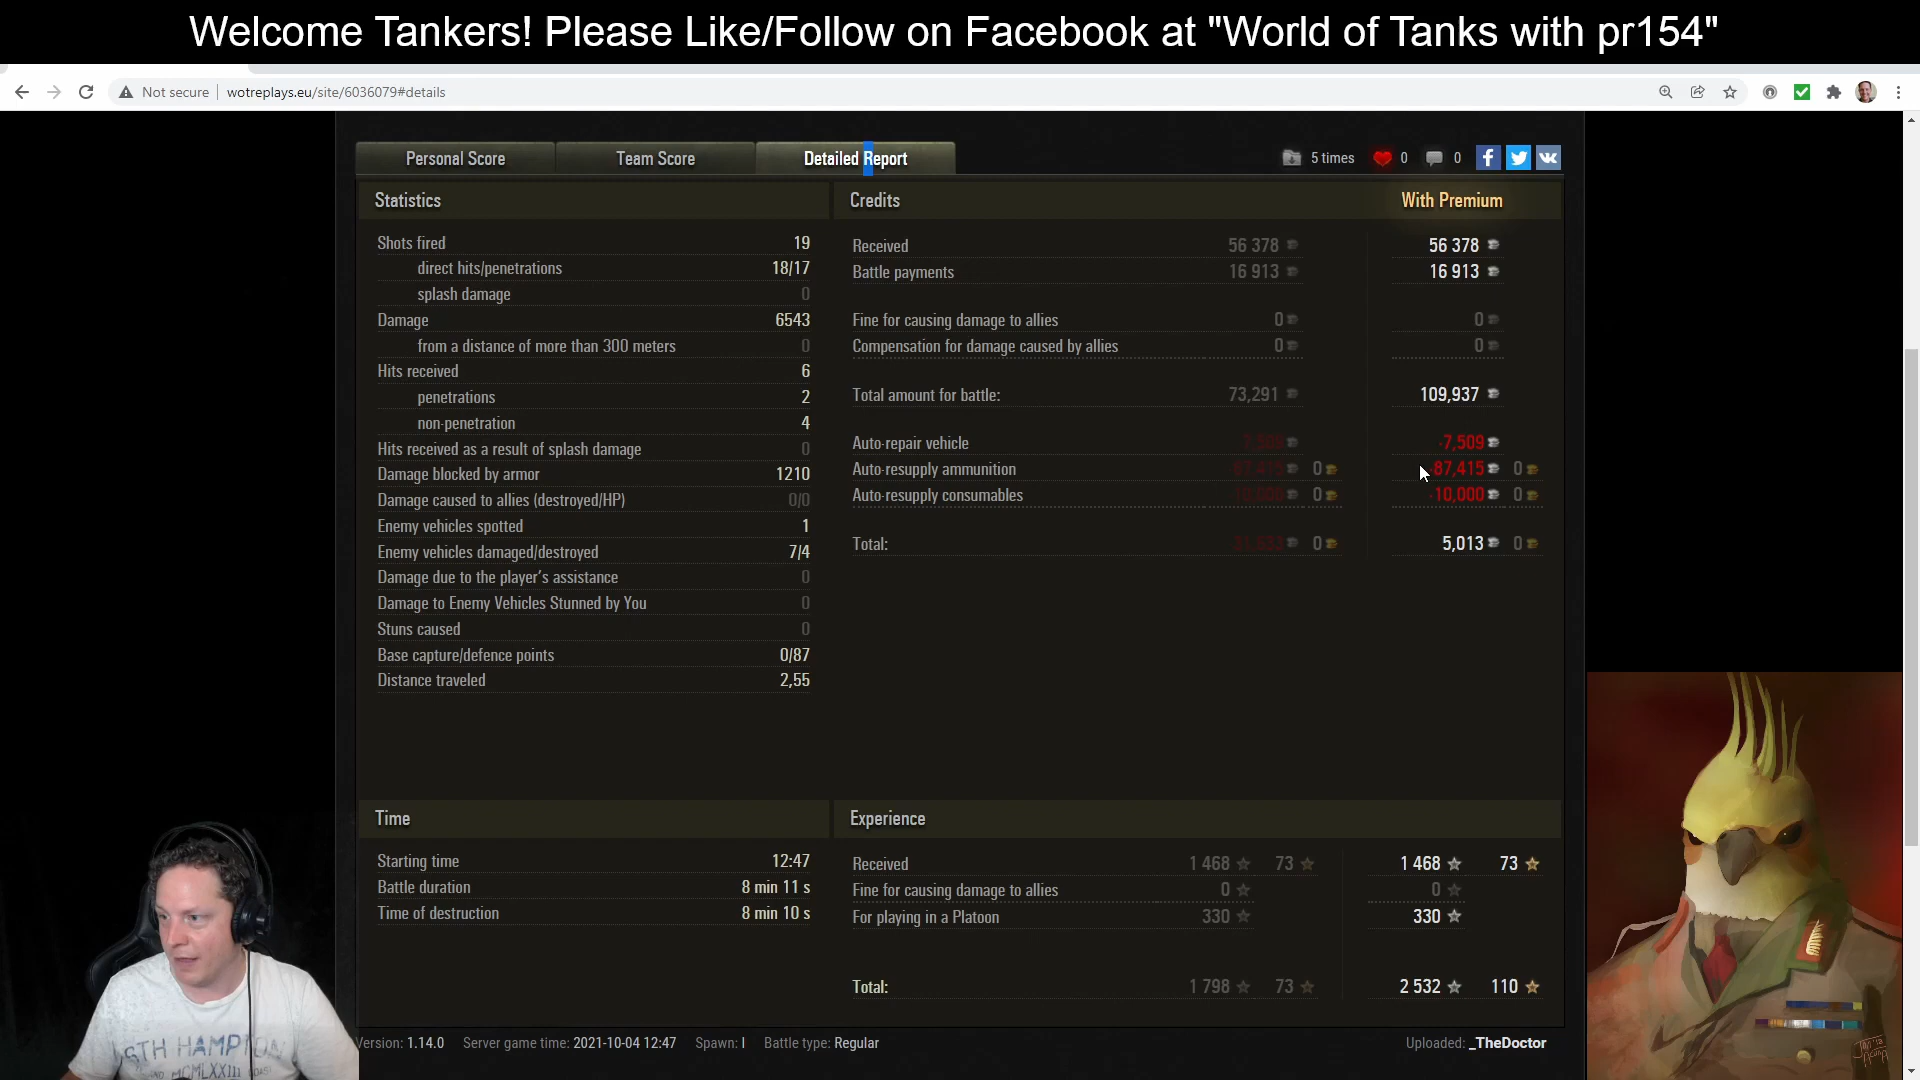 Welcome Tankers! Please Like/Follow on Facebook at "World of Tanks with pr154"
Not secure wotreplays.eu/site/6036079#details
Personal Score Team Score Detailed Report 5 times 0 0
Statistics Credits With Premium
Shots fired 19
direct hits/penetrations 18/17
splash damage 0
Damage 6543
from a distance of more than 300 meters 0
Hits received 6
penetrations 2
non-penetration 4
Hits received as a result of splash damage 0
Damage blocked by armor 1210
Damage caused to allies (destroyed/HP) 0/0
Enemy vehicles spotted 1
Enemy vehicles damaged/destroyed 7/4
Damage due to the player's assistance 0
Damage to Enemy Vehicles Stunned by You 0
Stuns caused 0
Base capture/defence points 0/87
Distance traveled 2,55
Received 56 378 56 378
Battle payments 16 913 16 913
Fine for causing damage to allies 0 0
Compensation for damage caused by allies 0 0
Total amount for battle: 73,291 109,937
Auto-repair vehicle -7,509
Auto-resupply ammunition 0 -87,415 0
Auto-resupply consumables 0 -10,000 0
Total: 0 5,013 0
Time Experience
Starting time 12:47
Battle duration 8 min 11 s
Time of destruction 8 min 10 s
Received 1 468 73 1 468 73
Fine for causing damage to allies 0 0
For playing in a Platoon 330 330
Total: 1 798 73 2 532 110
Version: 1.14.0 Server game time: 2021-10-04 12:47 Spawn: I Battle type: Regular Uploaded: _TheDoctor